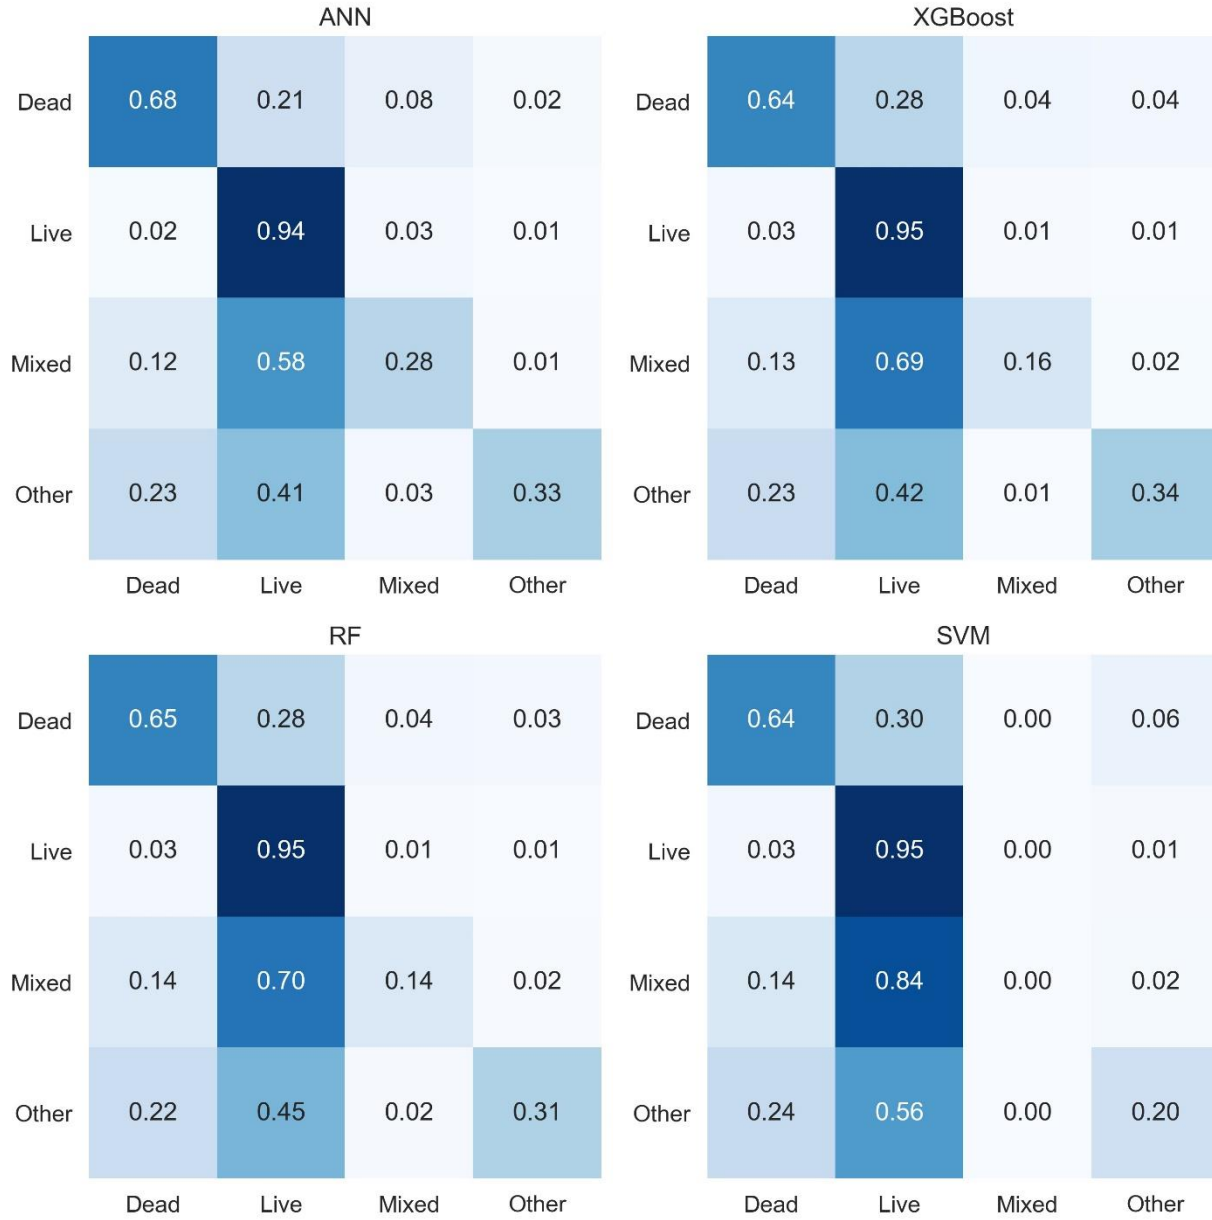 ANN
Dead 0.68 0.21 0.08 0.02
Live 0.02 0.94 0.03 0.01
Mixed 0.12 0.58 0.28 0.01
Other 0.23 0.41 0.03 0.33
Dead Live Mixed Other
XGBoost
Dead 0.64 0.28 0.04 0.04
Live 0.03 0.95 0.01 0.01
Mixed 0.13 0.69 0.16 0.02
Other 0.23 0.42 0.01 0.34
Dead Live Mixed Other
RF
Dead 0.65 0.28 0.04 0.03
Live 0.03 0.95 0.01 0.01
Mixed 0.14 0.70 0.14 0.02
Other 0.22 0.45 0.02 0.31
Dead Live Mixed Other
SVM
Dead 0.64 0.30 0.00 0.06
Live 0.03 0.95 0.00 0.01
Mixed 0.14 0.84 0.00 0.02
Other 0.24 0.56 0.00 0.20
Dead Live Mixed Other